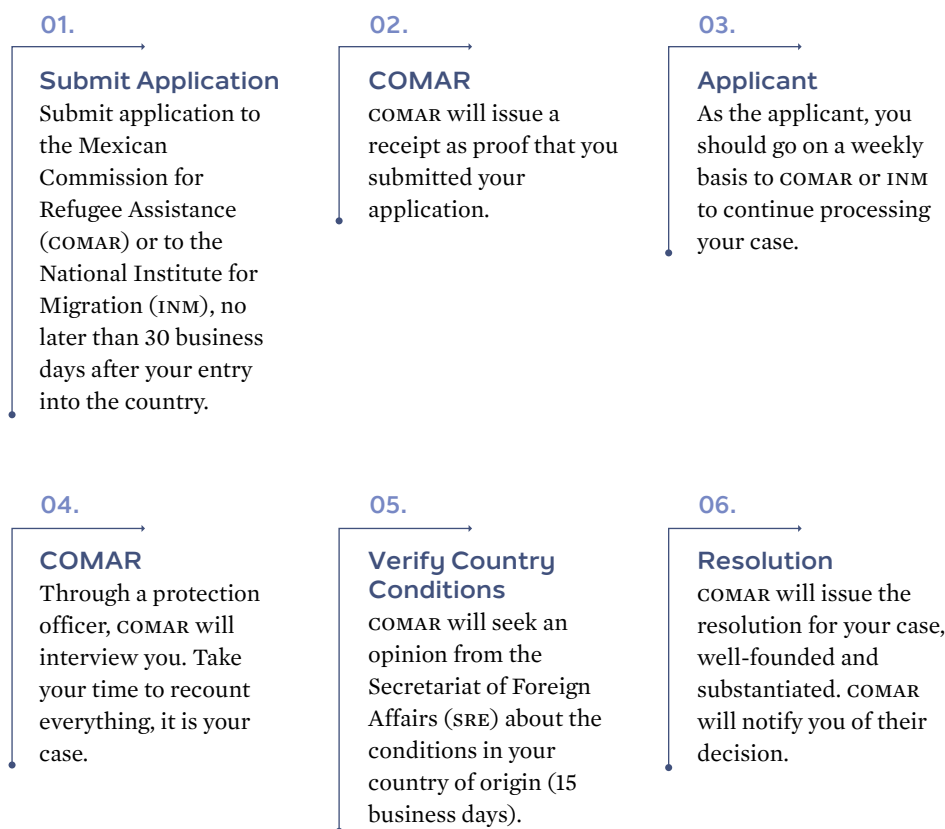 01.
Submit Application
Submit application to
the Mexican
Commission for
Refugee Assistance
(COMAR) or to the
National Institute for
Migration (INM), no
later than 30 business
days after your entry
into the country.
02.
COMAR
COMAR will issue a
receipt as proof that you
submitted your
application.
03.
Applicant
As the applicant, you
should go on a weekly
basis to COMAR or INM
to continue processing
your case.
04.
COMAR
Through a protection
officer, COMAR will
interview you. Take
your time to recount
everything, it is your
case.
05.
Verify Country
Conditions
COMAR will seek an
opinion from the
Secretariat of Foreign
Affairs (SRE) about the
conditions in your
country of origin (15
business days).
06.
Resolution
COMAR will issue the
resolution for your case,
well-founded and
substantiated. COMAR
will notify you of their
decision.